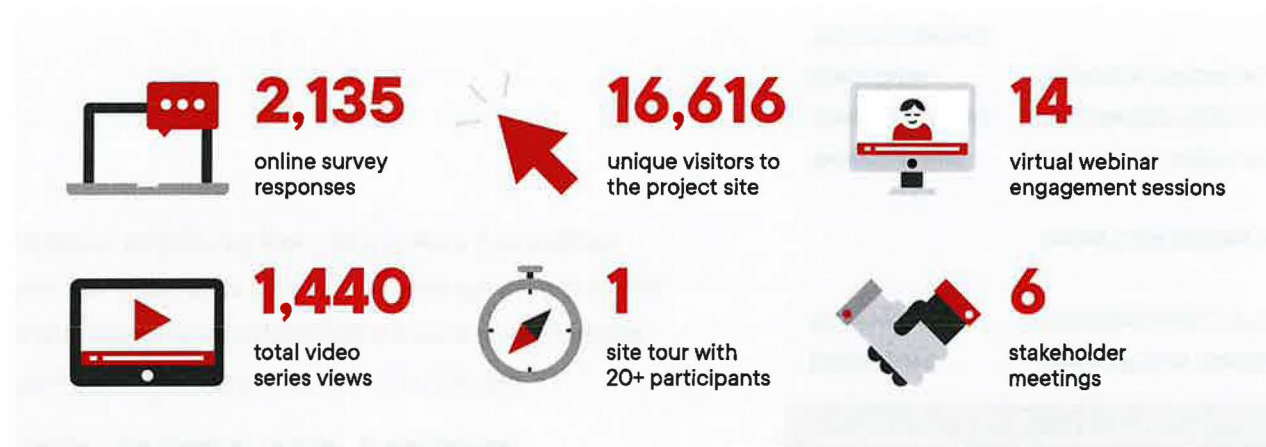 2,135
online survey
responses
16,616
unique visitors to
the project site
14
virtual webinar
engagement sessions
1,440
total video
series views
1
site tour with
20+ participants
6
stakeholder
meetings